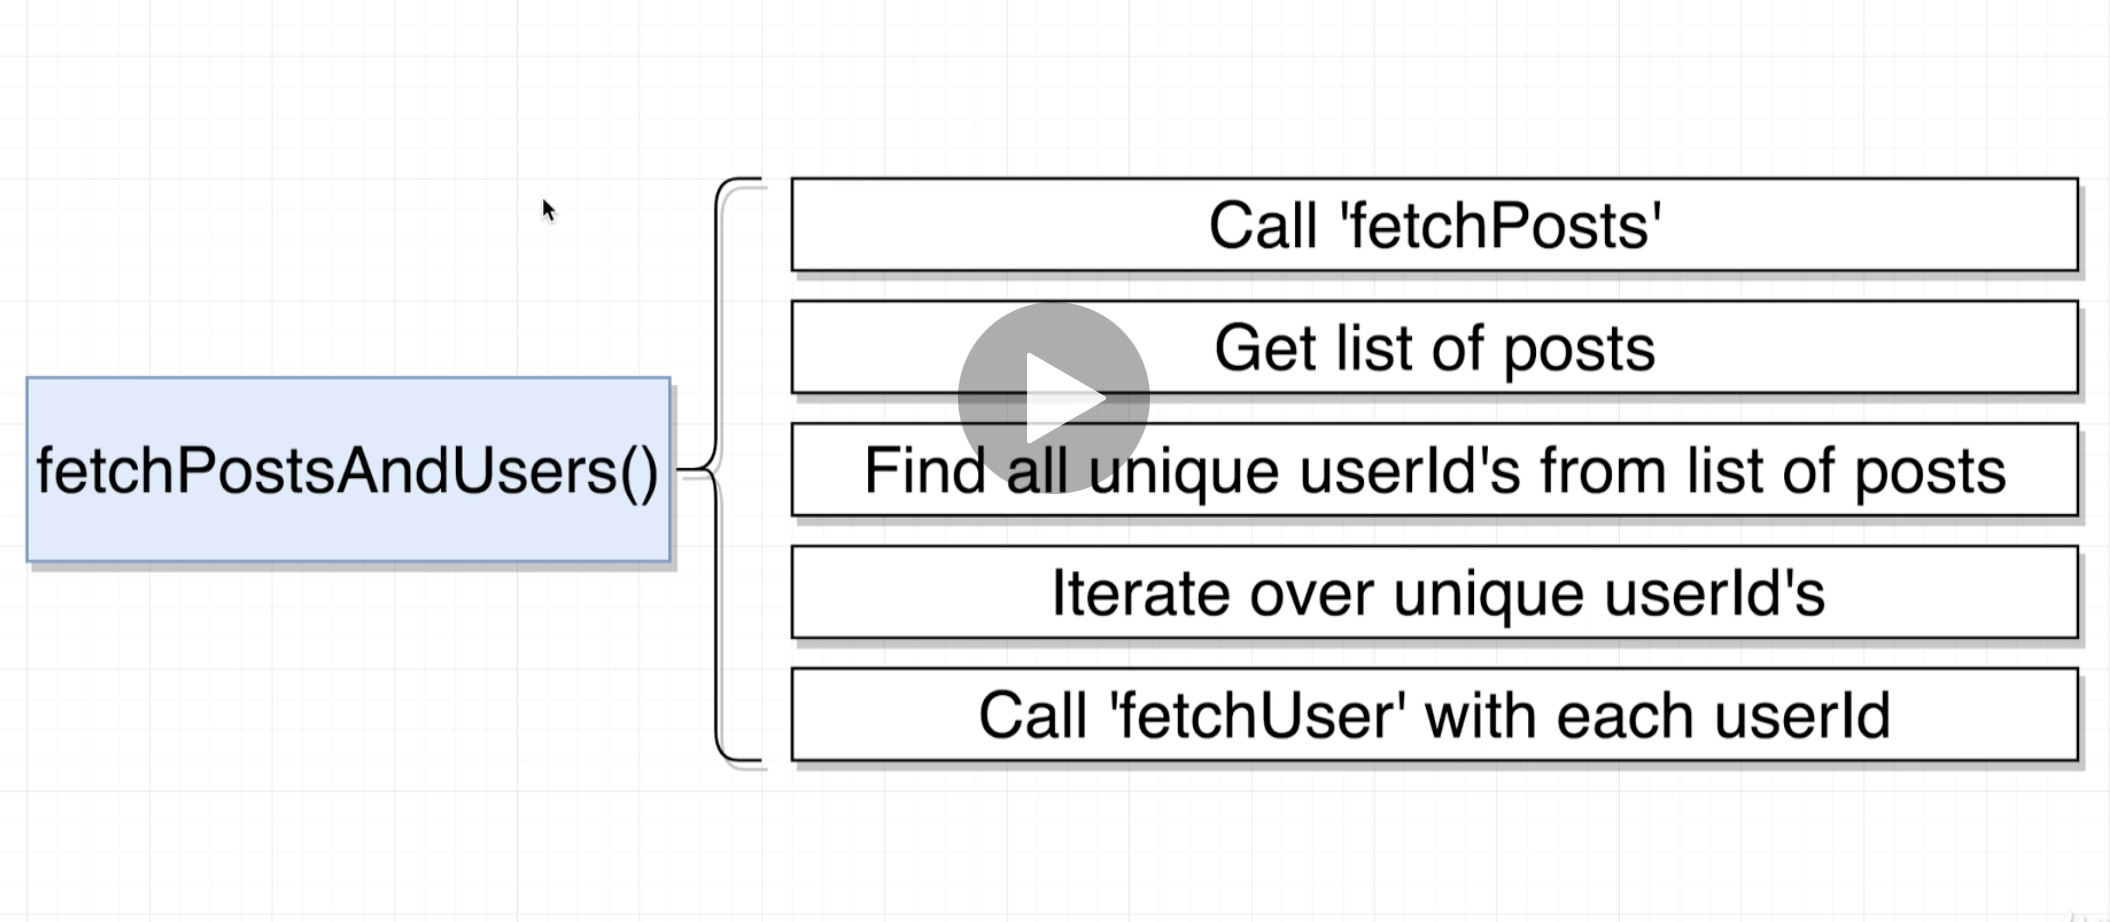 fetchPostsAndUsers()
Call 'fetchPosts'
Get list of posts
Find all unique userId's from list of posts
Iterate over unique userId's
Call 'fetchUser' with each userId